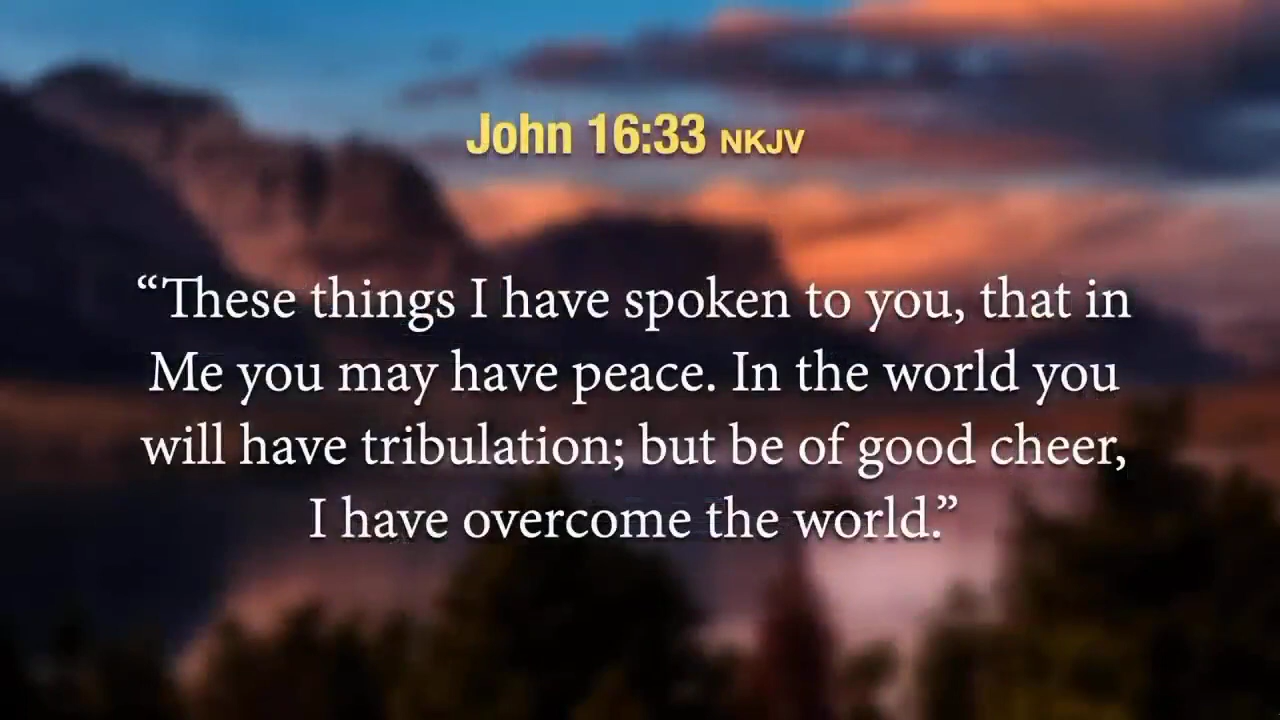 John 16:33 NKJV
“These things I have spoken to you, that in
Me you may have peace. In the world you
will have tribulation; but be of good cheer,
I have overcome the world.”